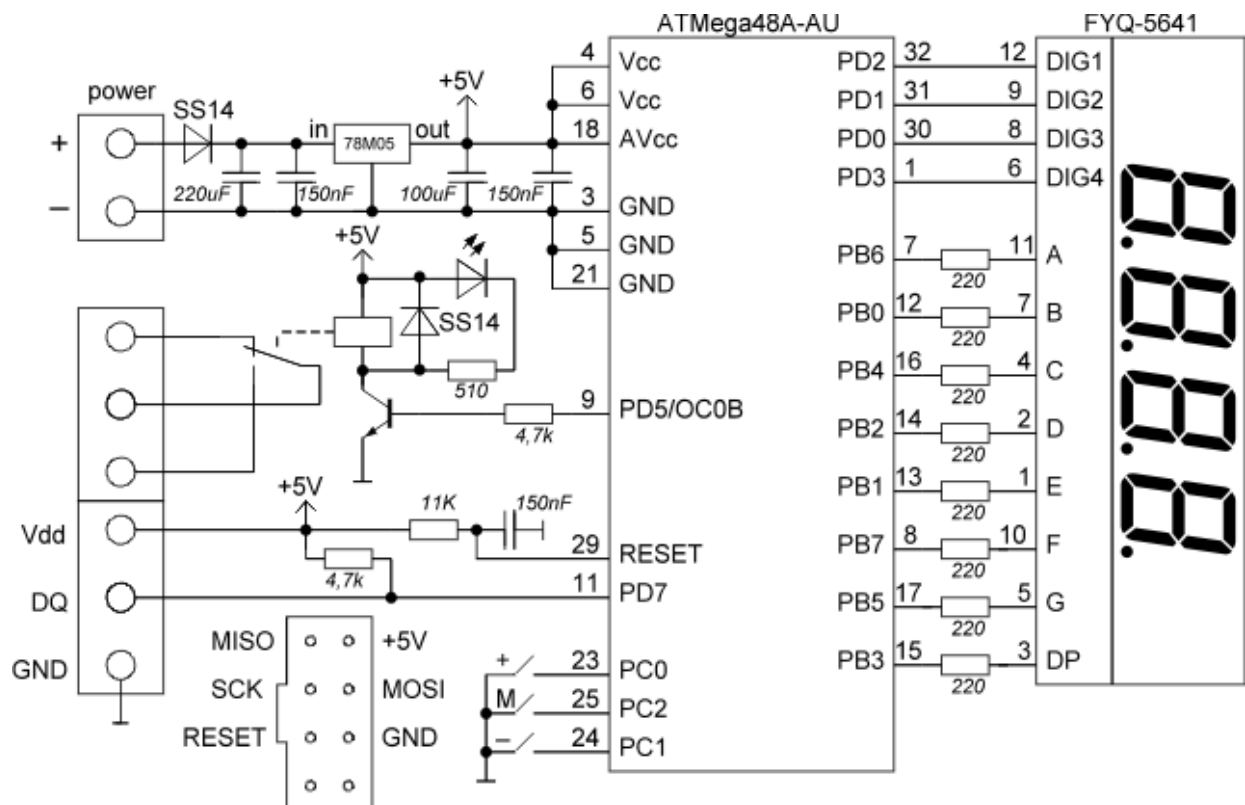 ATMega48A-AU
FYQ-5641
power
+
−
SS14
220uF
150nF
in
78M05
out
+5V
100uF
150nF
4 Vcc
6 Vcc
18 AVcc
3 GND
5 GND
21 GND
PD2 32 12 DIG1
PD1 31 9 DIG2
PD0 30 8 DIG3
PD3 1 6 DIG4
PB6 7 220 11 A
PB0 12 220 7 B
PB4 16 220 4 C
PB2 14 220 2 D
PB1 13 220 1 E
PB7 8 220 10 F
PB5 17 220 5 G
PB3 15 220 3 DP
+5V
SS14
510
4,7k
9 PD5/OC0B
+5V
Vdd
11K
150nF
29 RESET
4,7k
DQ
11 PD7
GND
MISO +5V
SCK MOSI
RESET GND
+ 23 PC0
M 25 PC2
− 24 PC1